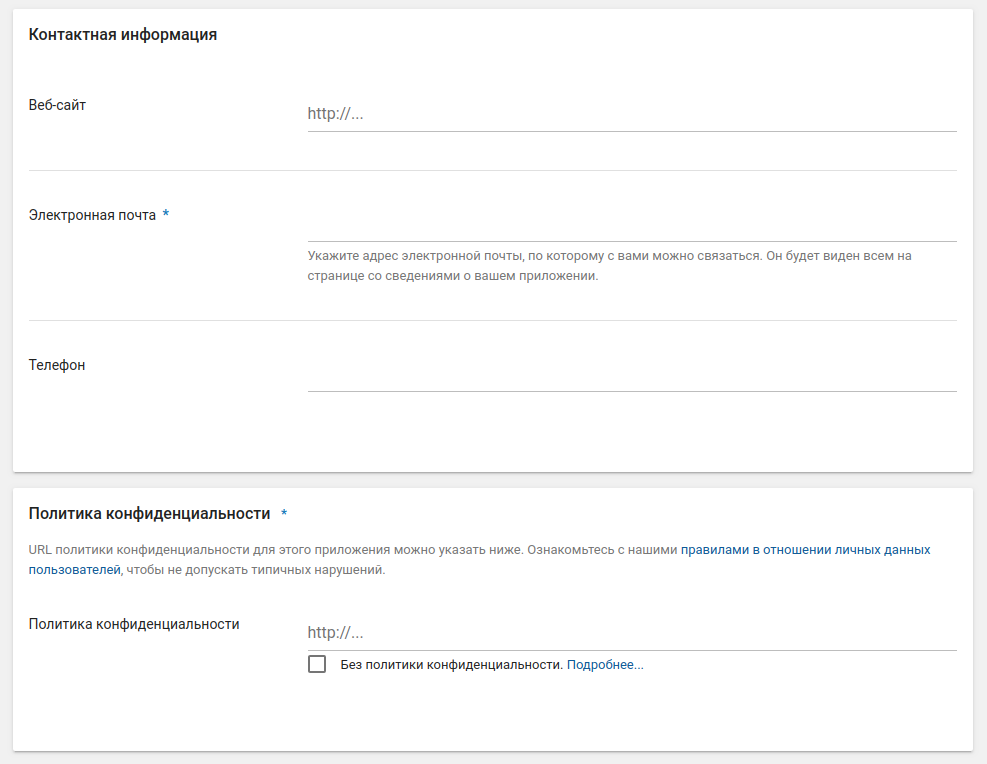 Контактная информация
Веб-сайт
http://...
Электронная почта *
Укажите адрес электронной почты, по которому с вами можно связаться. Он будет виден всем на
странице со сведениями о вашем приложении.
Телефон
Политика конфиденциальности *
URL политики конфиденциальности для этого приложения можно указать ниже. Ознакомьтесь с нашими правилами в отношении личных данных
пользователей, чтобы не допускать типичных нарушений.
Политика конфиденциальности
http://...
Без политики конфиденциальности. Подробнее...